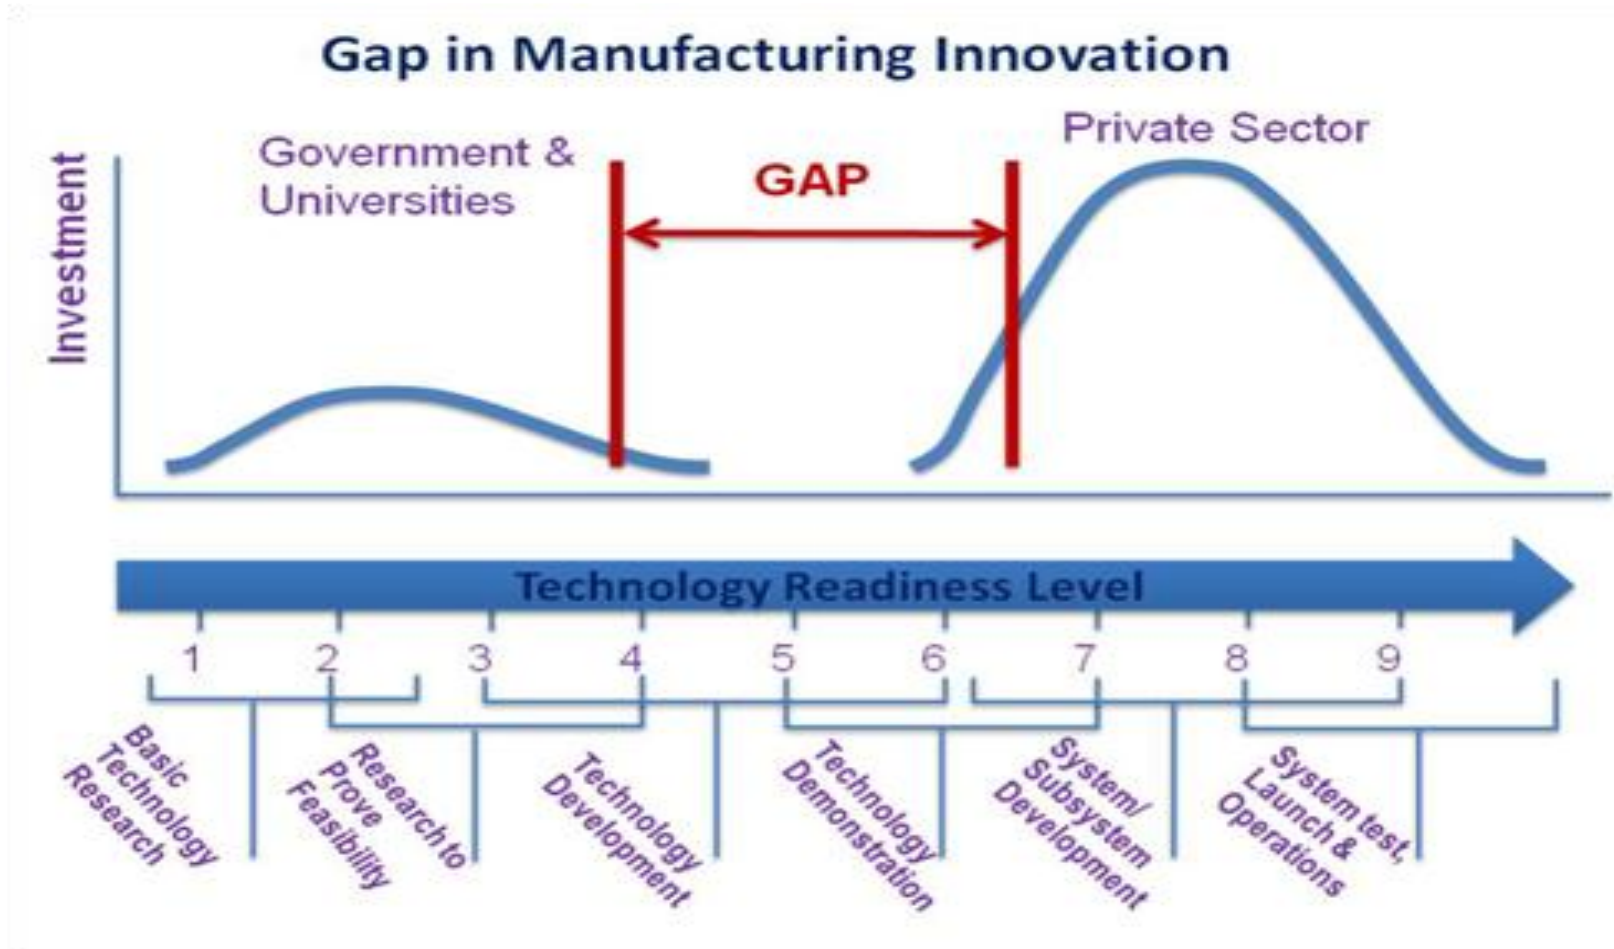 Gap in Manufacturing Innovation
Government &
Universities
GAP
Private Sector
Investment
Technology Readiness Level
1 2 3 4 5 6 7 8 9
Basic
Technology
Research
Research to
Prove
Feasibility
Technology
Development
Technology
Demonstration
System/
Subsystem
Development
System test,
Launch &
Operations